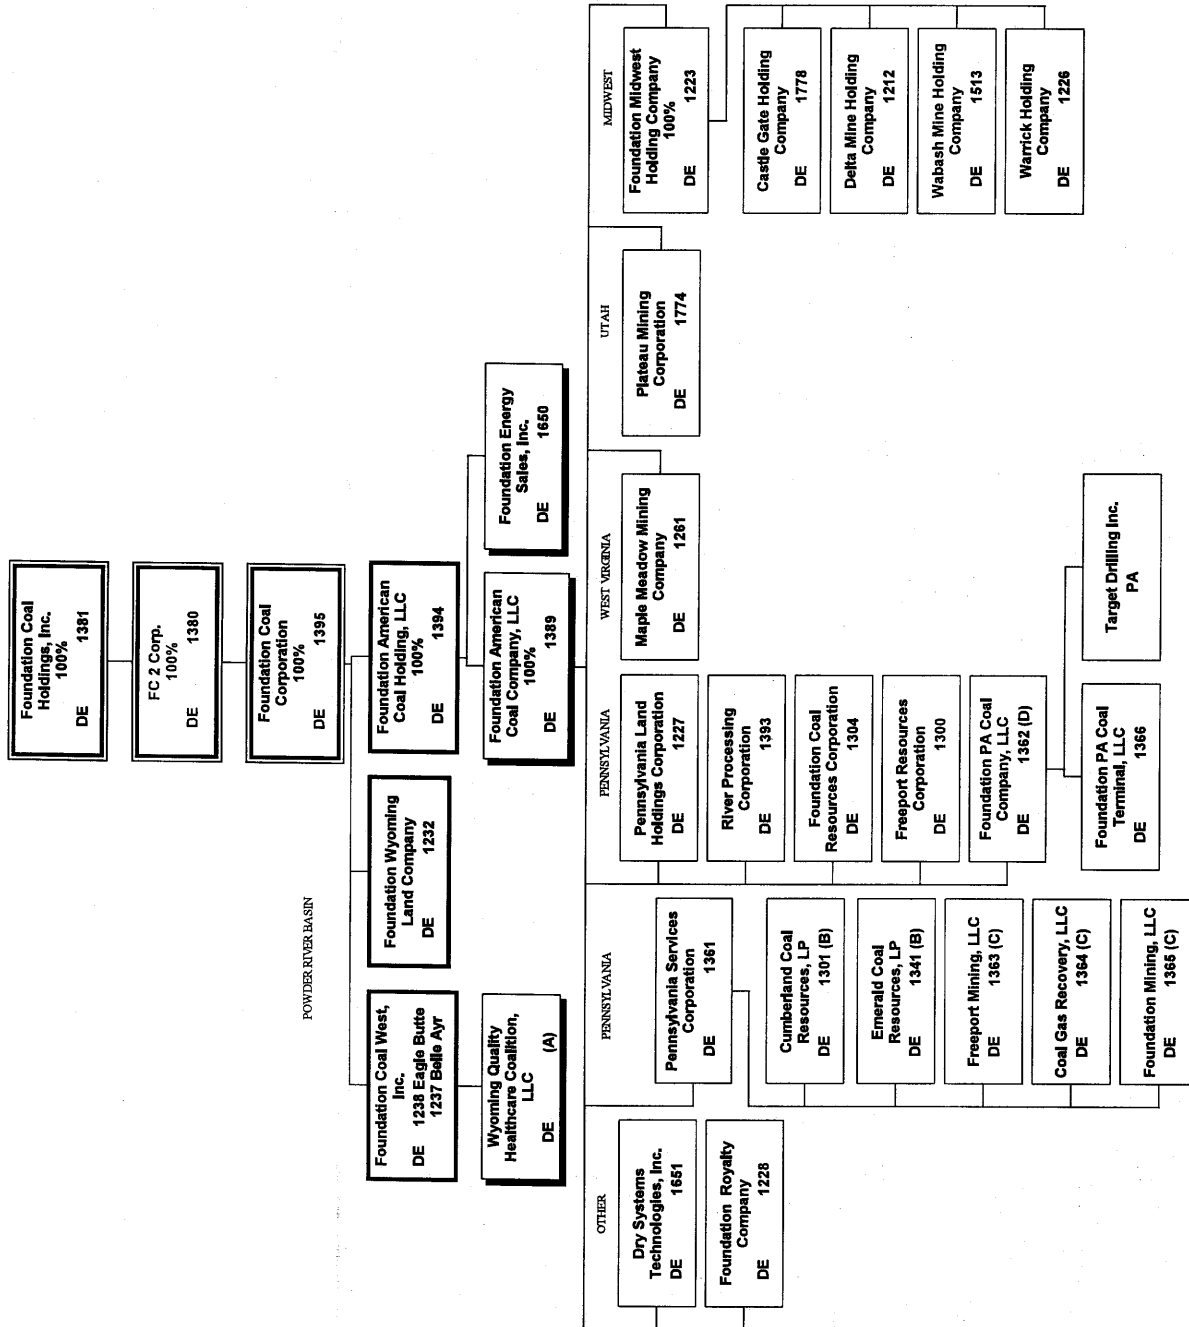 Foundation Coal
Holdings, Inc.
100%
DE 1381
FC 2 Corp.
100%
DE 1380
Foundation Coal
Corporation
100%
DE 1395
POWDER RIVER BASIN
Foundation Coal West,
Inc.
DE 1238 Eagle Butte
1237 Belle Ayr
Foundation Wyoming
Land Company
DE 1232
Foundation American
Coal Holding, LLC
100%
DE 1394
Wyoming Quality
Healthcare Coalition,
LLC
DE (A)
Foundation American
Coal Company, LLC
100%
DE 1389
Foundation Energy
Sales, Inc.
DE 1650
OTHER
Dry Systems
Technologies, Inc.
DE 1651
Foundation Royalty
Company
DE 1228
PENNSYLVANIA
Pennsylvania Services
Corporation
DE 1361
Cumberland Coal
Resources, LP
DE 1301 (B)
Emerald Coal
Resources, LP
DE 1341 (B)
Freeport Mining, LLC
DE 1363 (C)
Coal Gas Recovery, LLC
DE 1364 (C)
Foundation Mining, LLC
DE 1365 (C)
PENNSYLVANIA
Pennsylvania Land
Holdings Corporation
DE 1227
River Processing
Corporation
DE 1393
Foundation Coal
Resources Corporation
DE 1304
Freeport Resources
Corporation
DE 1300
Foundation PA Coal
Company, LLC
DE 1362 (D)
Foundation PA Coal
Terminal, LLC
DE 1366
Target Drilling Inc.
PA
WEST VIRGINIA
Maple Meadow Mining
Company
DE 1261
UTAH
Plateau Mining
Corporation
DE 1774
MIDWEST
Foundation Midwest
Holding Company
100%
DE 1223
Castle Gate Holding
Company
DE 1778
Delta Mine Holding
Company
DE 1212
Wabash Mine Holding
Company
DE 1513
Warrick Holding
Company
DE 1226